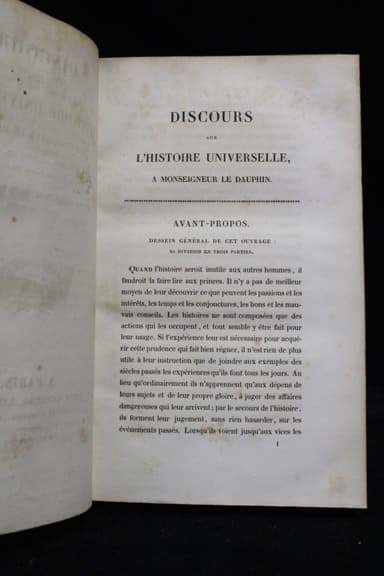 DISCOURS
SUR
L'HISTOIRE UNIVERSELLE,
A MONSEIGNEUR LE DAUPHIN.
AVANT-PROPOS.
DESSEIN GÉNÉRAL DE CET OUVRAGE :
SA DIVISION EN TROIS PARTIES.
QUAND l'histoire seroit inutile aux autres hommes, il
faudroit la faire lire aux princes. Il n'y a pas de meilleur
moyen de leur découvrir ce que peuvent les passions et les
intérêts, les temps et les conjonctures, les bons et les mau-
vais conseils. Les histoires ne sont composées que des
actions qui les occupent, et tout semble y être fait pour
leur usage. Si l'expérience leur est nécessaire pour acqué-
rir cette prudence qui fait bien régner, il n'est rien de plus
utile à leur instruction que de joindre aux exemples des
siècles passés les expériences qu'ils font tous les jours. Au
lieu qu'ordinairement ils n'apprennent qu'aux dépens de
leurs sujets et de leur propre gloire, à juger des affaires
dangereuses qui leur arrivent; par le secours de l'histoire,
ils forment leur jugement, sans rien hasarder, sur les
événements passés. Lorsqu'ils voient jusqu'aux vices les
1